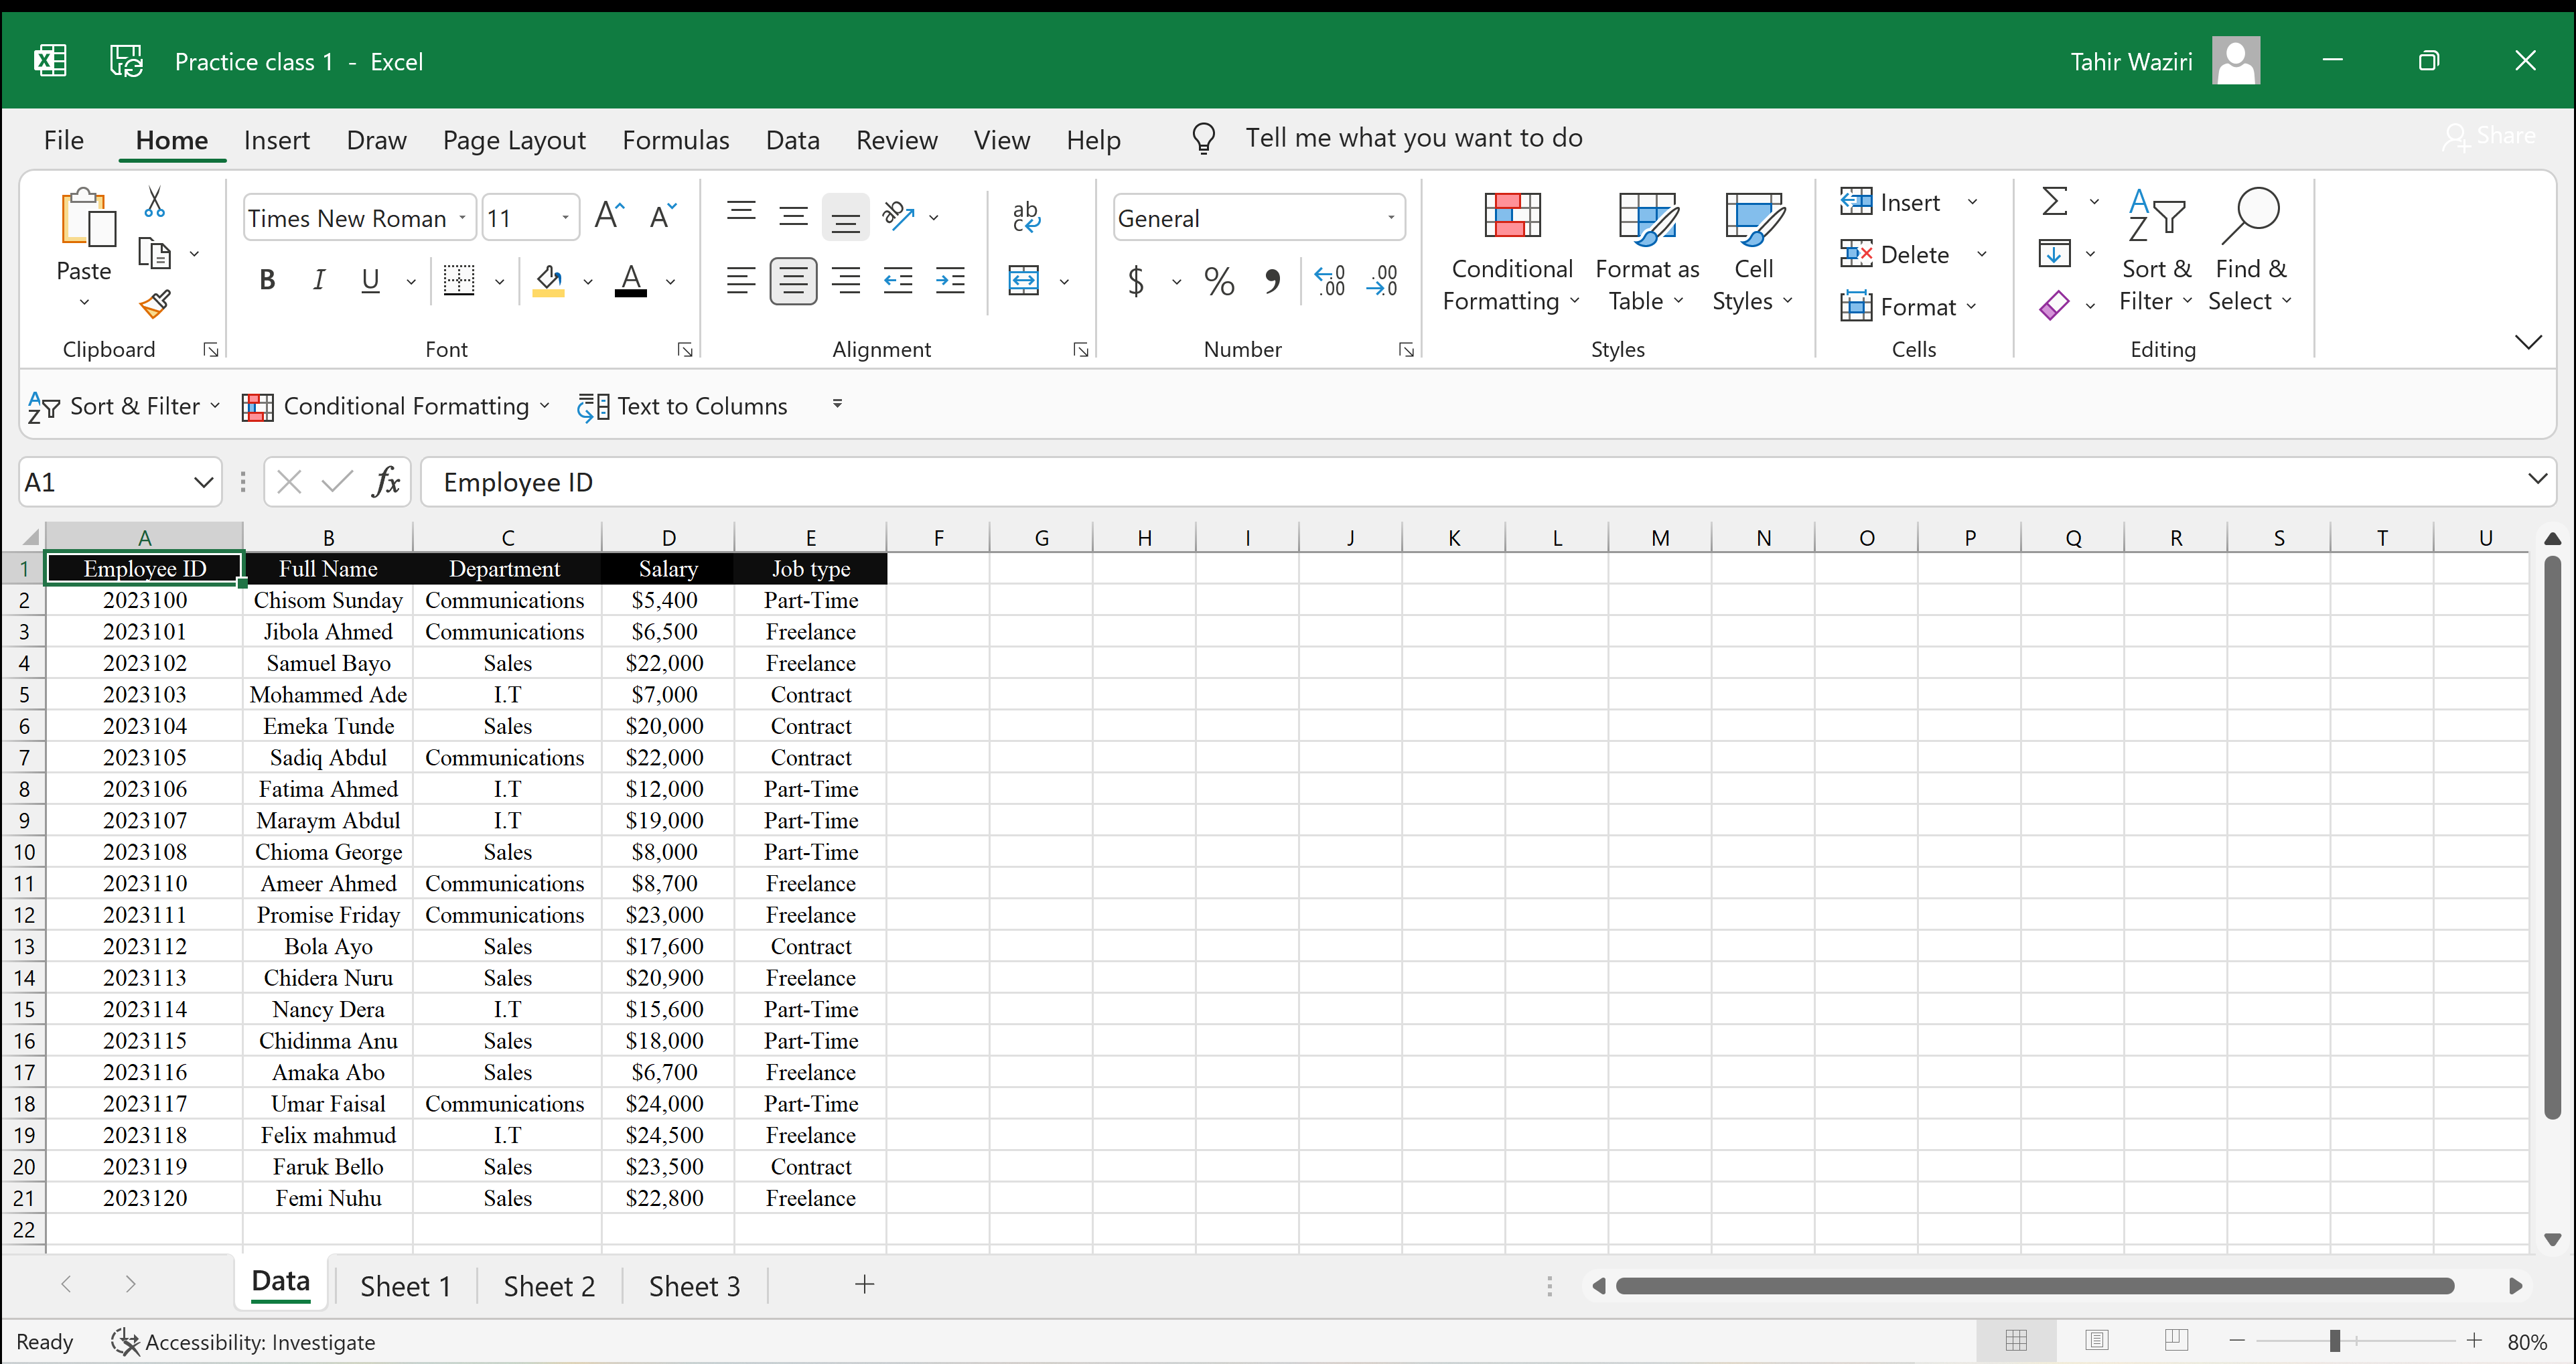 Practice class 1 - Excel Tahir Waziri
File Home Insert Draw Page Layout Formulas Data Review View Help Tell me what you want to do Share
Paste Times New Roman 11 General Conditional Formatting Format as Table Cell Styles Insert Delete Format Sort & Filter Find & Select
Clipboard Font Alignment Number Styles Cells Editing
Sort & Filter Conditional Formatting Text to Columns
A1 fx Employee ID
A B C D E F G H I J K L M N O P Q R S T U
1 Employee ID Full Name Department Salary Job type
2 2023100 Chisom Sunday Communications $5,400 Part-Time
3 2023101 Jibola Ahmed Communications $6,500 Freelance
4 2023102 Samuel Bayo Sales $22,000 Freelance
5 2023103 Mohammed Ade I.T $7,000 Contract
6 2023104 Emeka Tunde Sales $20,000 Contract
7 2023105 Sadiq Abdul Communications $22,000 Contract
8 2023106 Fatima Ahmed I.T $12,000 Part-Time
9 2023107 Maraym Abdul I.T $19,000 Part-Time
10 2023108 Chioma George Sales $8,000 Part-Time
11 2023110 Ameer Ahmed Communications $8,700 Freelance
12 2023111 Promise Friday Communications $23,000 Freelance
13 2023112 Bola Ayo Sales $17,600 Contract
14 2023113 Chidera Nuru Sales $20,900 Freelance
15 2023114 Nancy Dera I.T $15,600 Part-Time
16 2023115 Chidinma Anu Sales $18,000 Part-Time
17 2023116 Amaka Abo Sales $6,700 Freelance
18 2023117 Umar Faisal Communications $24,000 Part-Time
19 2023118 Felix mahmud I.T $24,500 Freelance
20 2023119 Faruk Bello Sales $23,500 Contract
21 2023120 Femi Nuhu Sales $22,800 Freelance
22
Data Sheet 1 Sheet 2 Sheet 3
Ready Accessibility: Investigate 80%